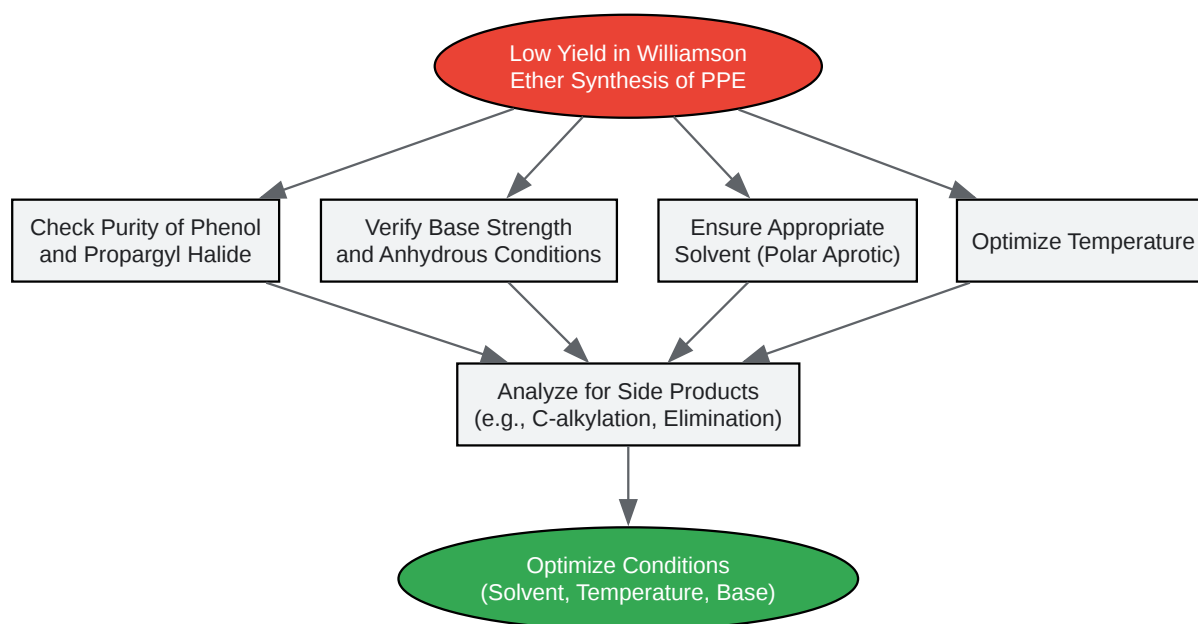 Low Yield in Williamson
Ether Synthesis of PPE
Check Purity of Phenol
and Propargyl Halide
Verify Base Strength
and Anhydrous Conditions
Ensure Appropriate
Solvent (Polar Aprotic)
Optimize Temperature
Analyze for Side Products
(e.g., C-alkylation, Elimination)
Optimize Conditions
(Solvent, Temperature, Base)